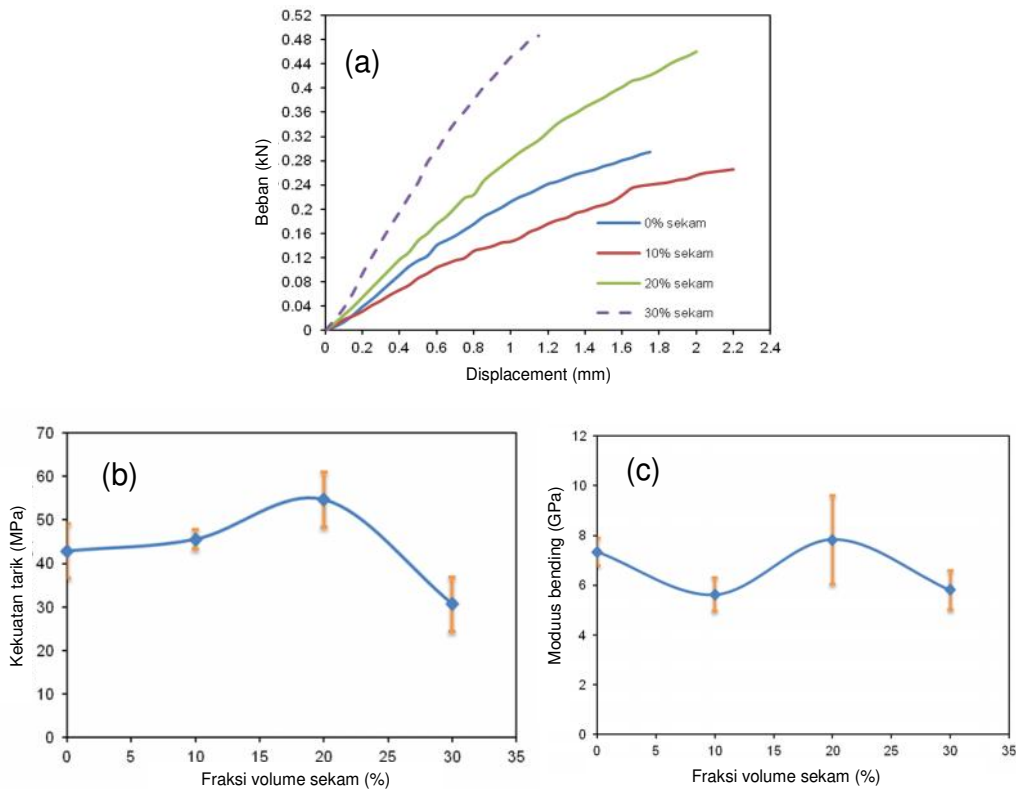 (a)
Beban (kN)
0.52
0.48
0.44
0.4
0.36
0.32
0.28
0.24
0.2
0.16
0.12
0.08
0.04
0
0% sekam
10% sekam
20% sekam
30% sekam
0 0.2 0.4 0.6 0.8 1 1.2 1.4 1.6 1.8 2 2.2 2.4
Displacement (mm)
(b)
Kekuatan tarik (MPa)
70
60
50
40
30
20
10
0
0 5 10 15 20 25 30 35
Fraksi volume sekam (%)
(c)
Moduus bending (GPa)
12
10
8
6
4
2
0
0 5 10 15 20 25 30 35
Fraksi volume sekam (%)